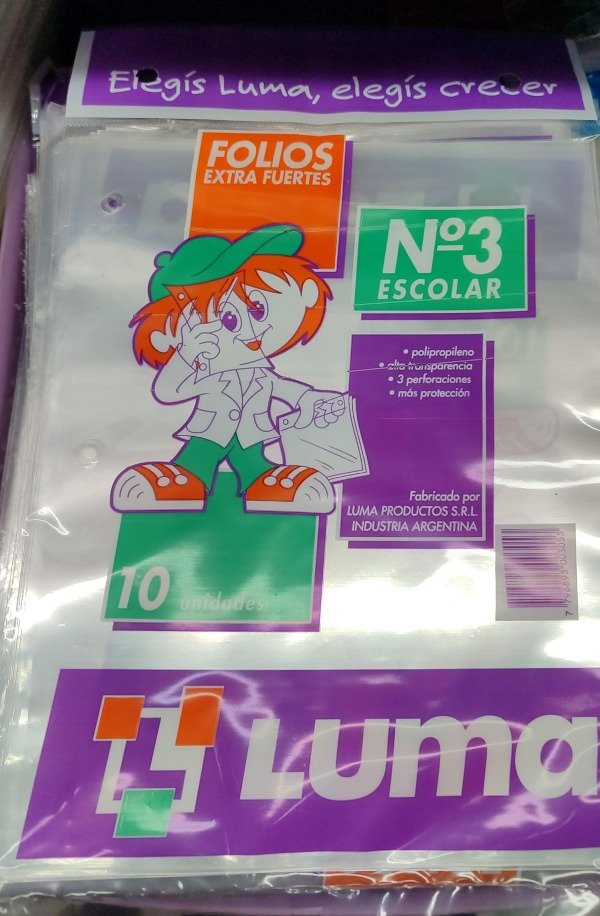 Elegís Luma, elegís crecer
FOLIOS
EXTRA FUERTES
Nº3
ESCOLAR
• polipropileno
• alta transparencia
• 3 perforaciones
• más protección
Fabricado por
LUMA PRODUCTOS S.R.L.
INDUSTRIA ARGENTINA
10 unidades
Luma